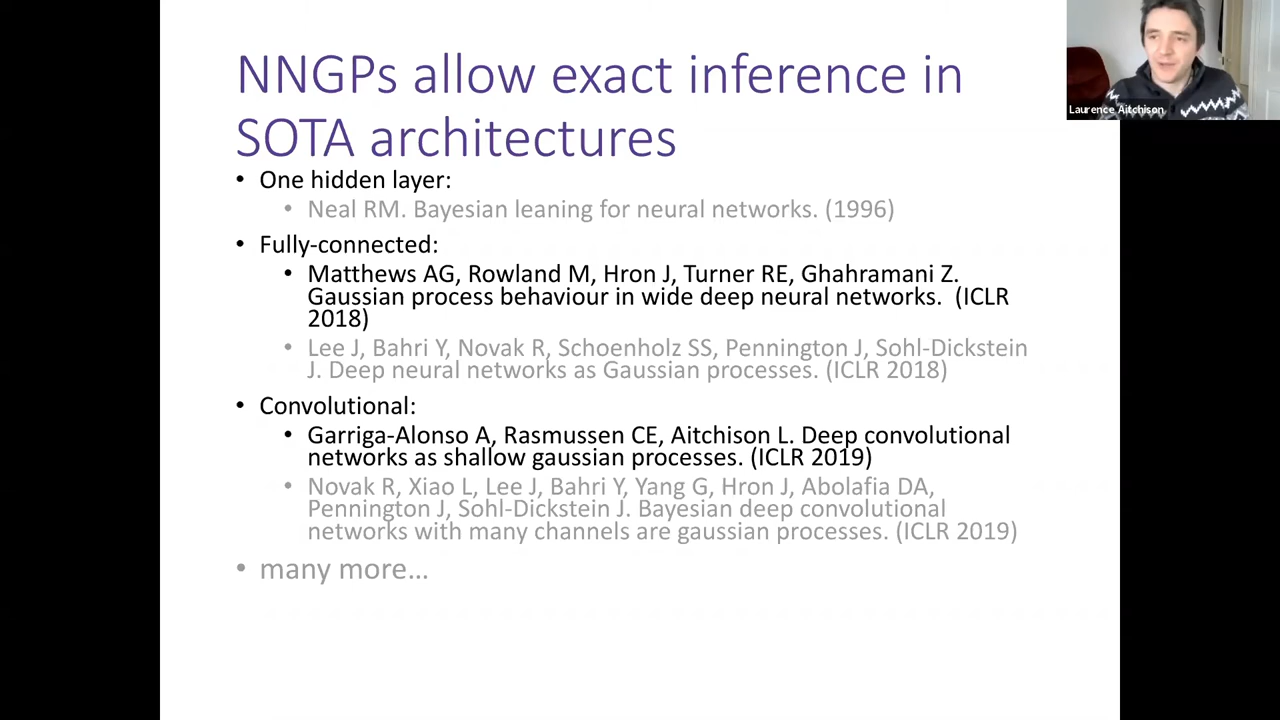 NNGPs allow exact inference in
SOTA architectures
Laurence Aitchison
• One hidden layer:
• Neal RM. Bayesian leaning for neural networks. (1996)
• Fully-connected:
• Matthews AG, Rowland M, Hron J, Turner RE, Ghahramani Z.
Gaussian process behaviour in wide deep neural networks. (ICLR
2018)
• Lee J, Bahri Y, Novak R, Schoenholz SS, Pennington J, Sohl-Dickstein
J. Deep neural networks as Gaussian processes. (ICLR 2018)
• Convolutional:
• Garriga-Alonso A, Rasmussen CE, Aitchison L. Deep convolutional
networks as shallow gaussian processes. (ICLR 2019)
• Novak R, Xiao L, Lee J, Bahri Y, Yang G, Hron J, Abolafia DA,
Pennington J, Sohl-Dickstein J. Bayesian deep convolutional
networks with many channels are gaussian processes. (ICLR 2019)
• many more…